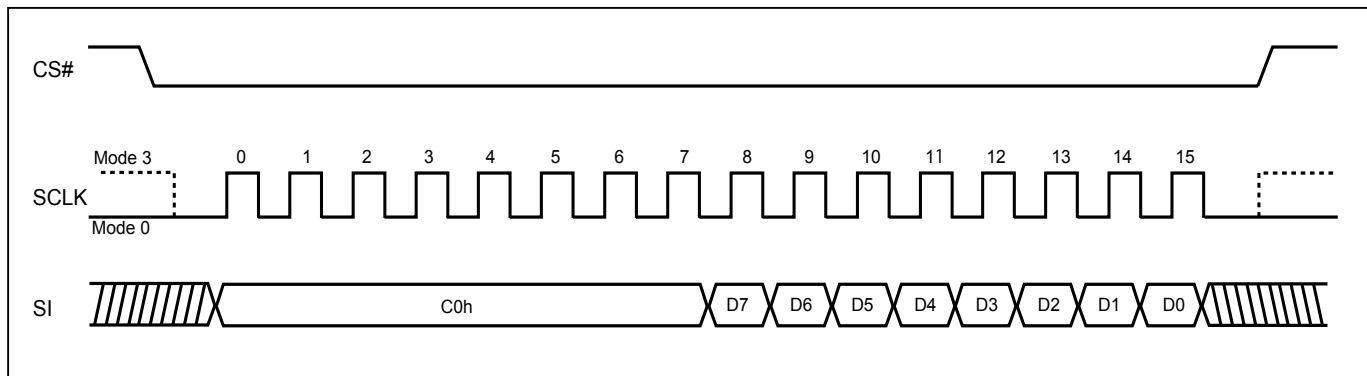 CS#
Mode 3
0 1 2 3 4 5 6 7 8 9 10 11 12 13 14 15
SCLK
Mode 0
SI
C0h D7 D6 D5 D4 D3 D2 D1 D0